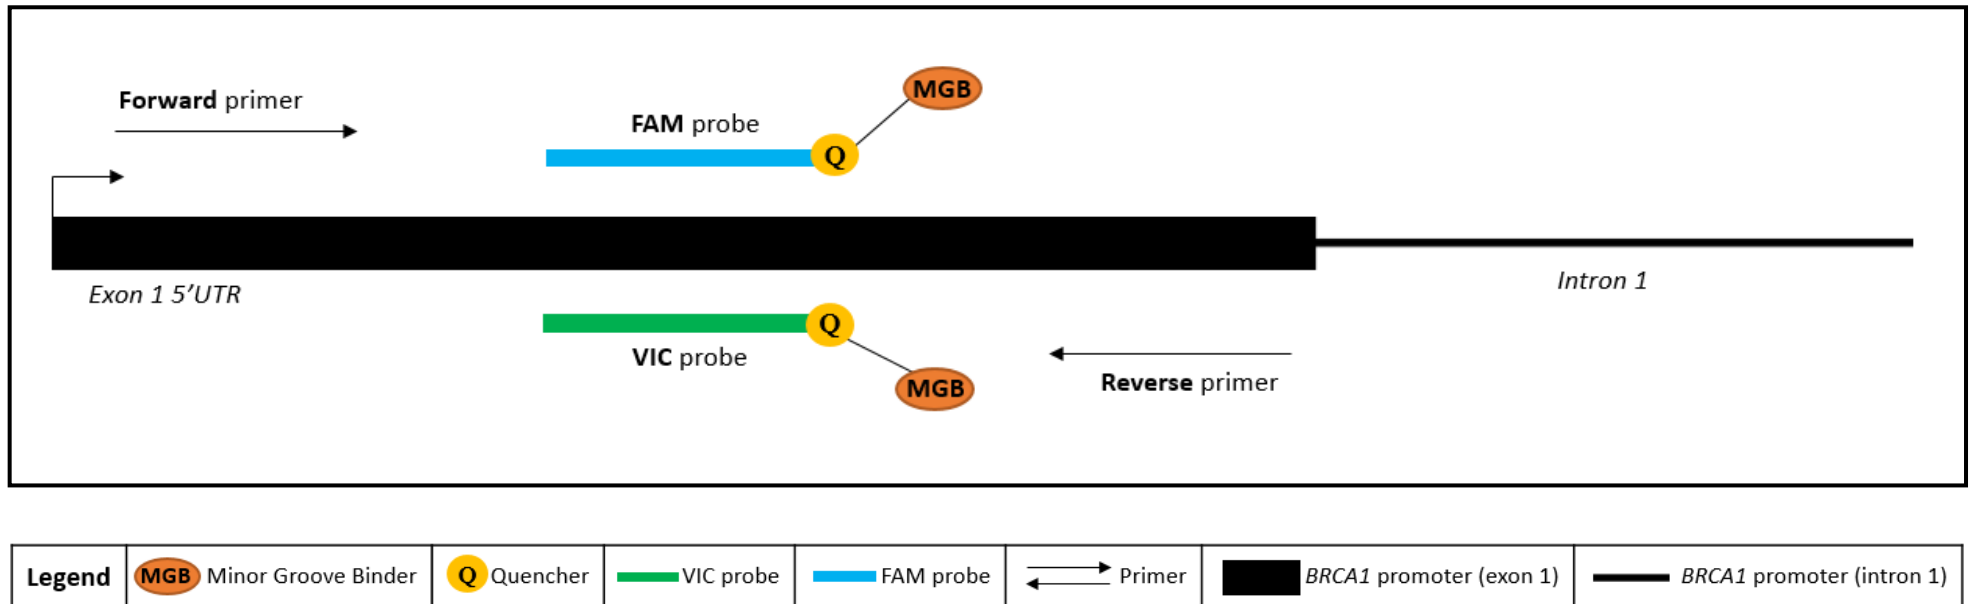 Forward primer
MGB
FAM probe
Q
Exon 1 5'UTR
Intron 1
Q
VIC probe
MGB
Reverse primer
Legend
MGB Minor Groove Binder
Q Quencher
VIC probe
FAM probe
Primer
BRCA1 promoter (exon 1)
BRCA1 promoter (intron 1)